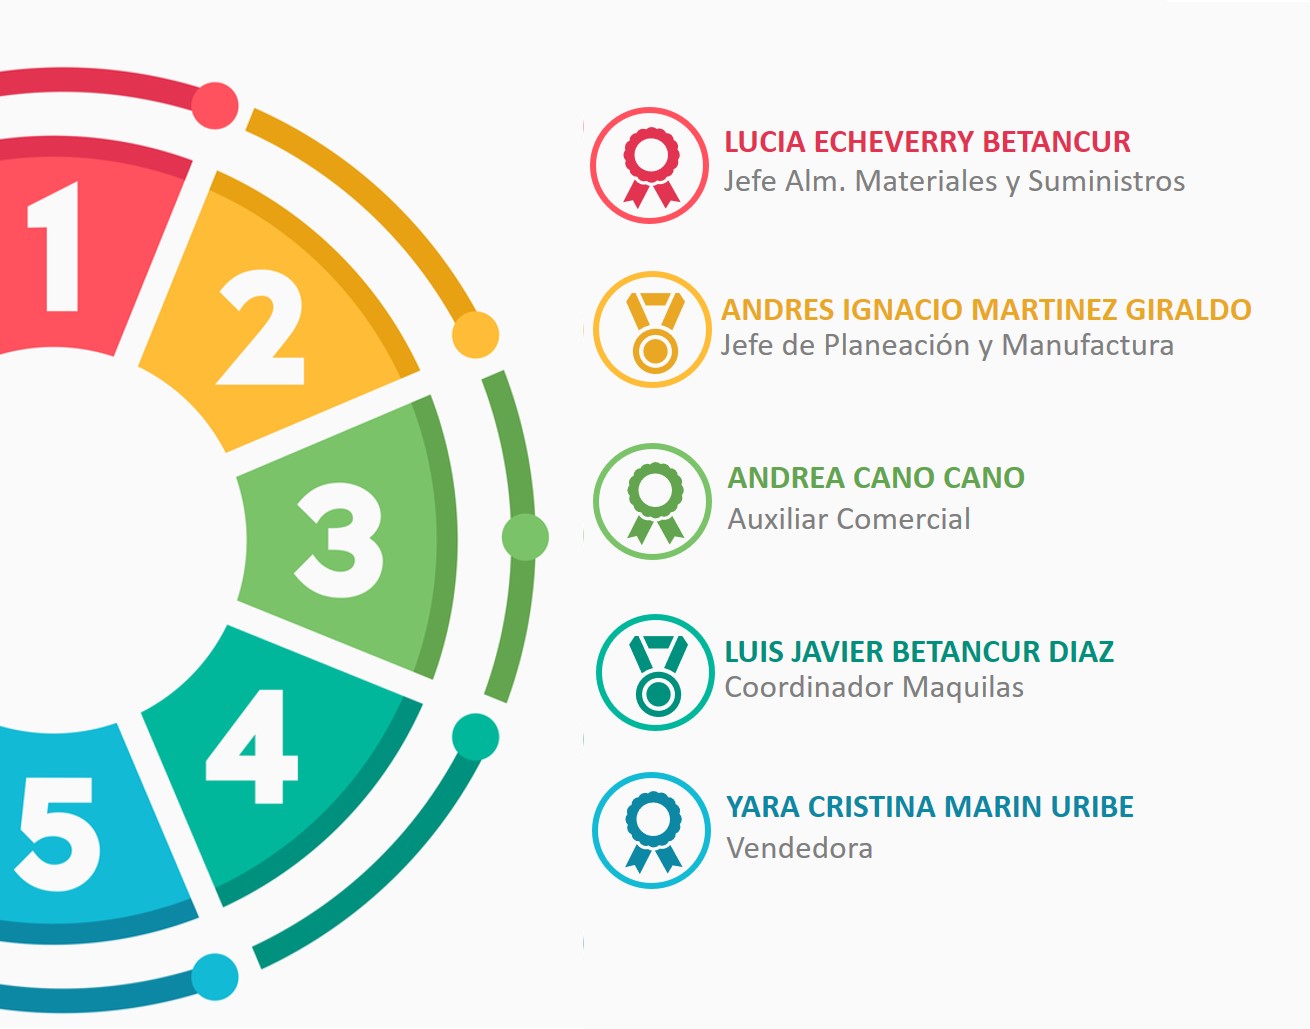 1
LUCIA ECHEVERRY BETANCUR
Jefe Alm. Materiales y Suministros
2
ANDRES IGNACIO MARTINEZ GIRALDO
Jefe de Planeación y Manufactura
3
ANDREA CANO CANO
Auxiliar Comercial
4
LUIS JAVIER BETANCUR DIAZ
Coordinador Maquilas
5
YARA CRISTINA MARIN URIBE
Vendedora